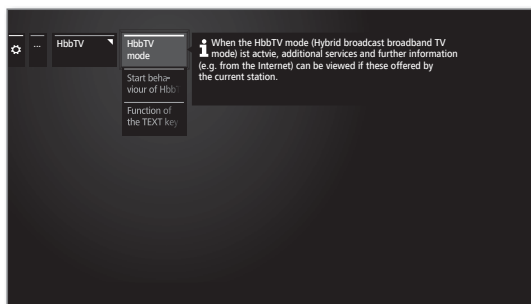 ...
HbbTV
HbbTV
mode
Start beha-
viour of HbbT
Function of
the TEXT key
i When the HbbTV mode (Hybrid broadcast broadband TV
mode) ist actvie, additional services and further information
(e.g. from the Internet) can be viewed if these offered by
the current station.